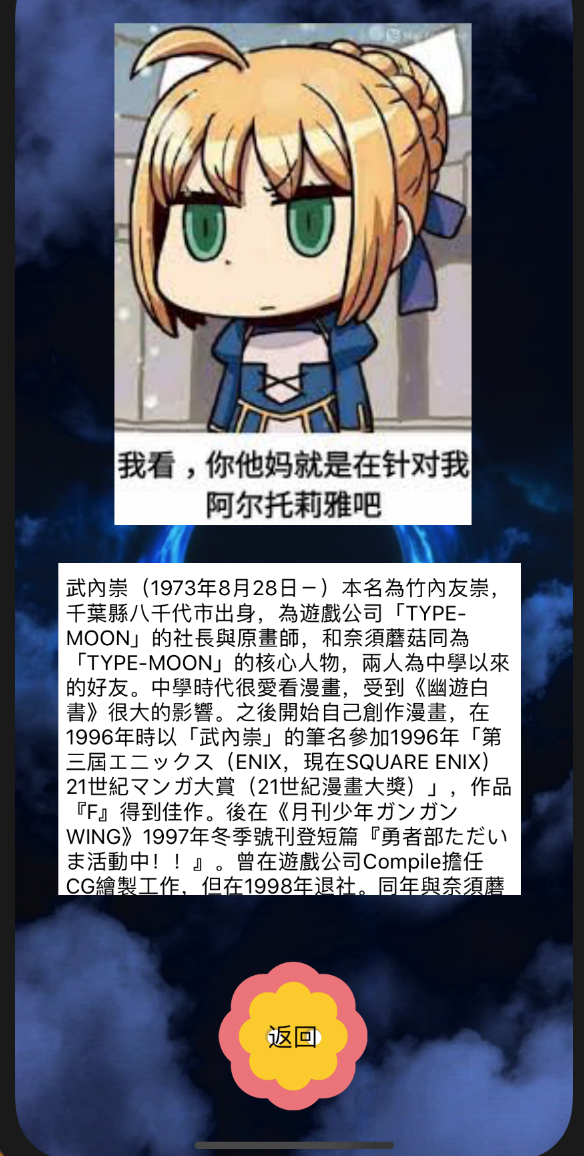 我看，你他妈就是在针对我
阿尔托莉雅吧
武內崇（1973年8月28日－）本名為竹內友崇，
千葉縣八千代市出身，為遊戲公司「TYPE-
MOON」的社長與原畫師，和奈須蘑菇同為
「TYPE-MOON」的核心人物，兩人為中學以來
的好友。中學時代很愛看漫畫，受到《幽遊白
書》很大的影響。之後開始自己創作漫畫，在
1996年時以「武內崇」的筆名參加1996年「第
三屆エニックス（ENIX，現在SQUARE ENIX）
21世紀マンガ大賞（21世紀漫畫大獎）」，作品
『F』得到佳作。後在《月刊少年ガンガン
WING》1997年冬季號刊登短篇『勇者部ただい
ま活動中！！』。曾在遊戲公司Compile擔任
CG繪製工作，但在1998年退社。同年與奈須蘑
返回